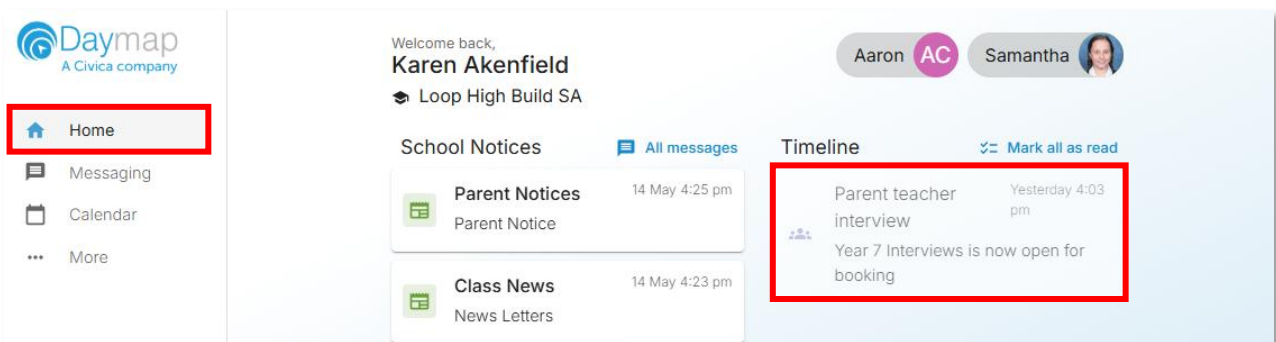 Daymap
A Civica company
Home
Messaging
Calendar
More
Welcome back,
Karen Akenfield
Loop High Build SA
Aaron AC
Samantha
School Notices
All messages
Parent Notices
14 May 4:25 pm
Parent Notice
Class News
14 May 4:23 pm
News Letters
Timeline
Mark all as read
Parent teacher
interview
Yesterday 4:03
pm
Year 7 Interviews is now open for
booking